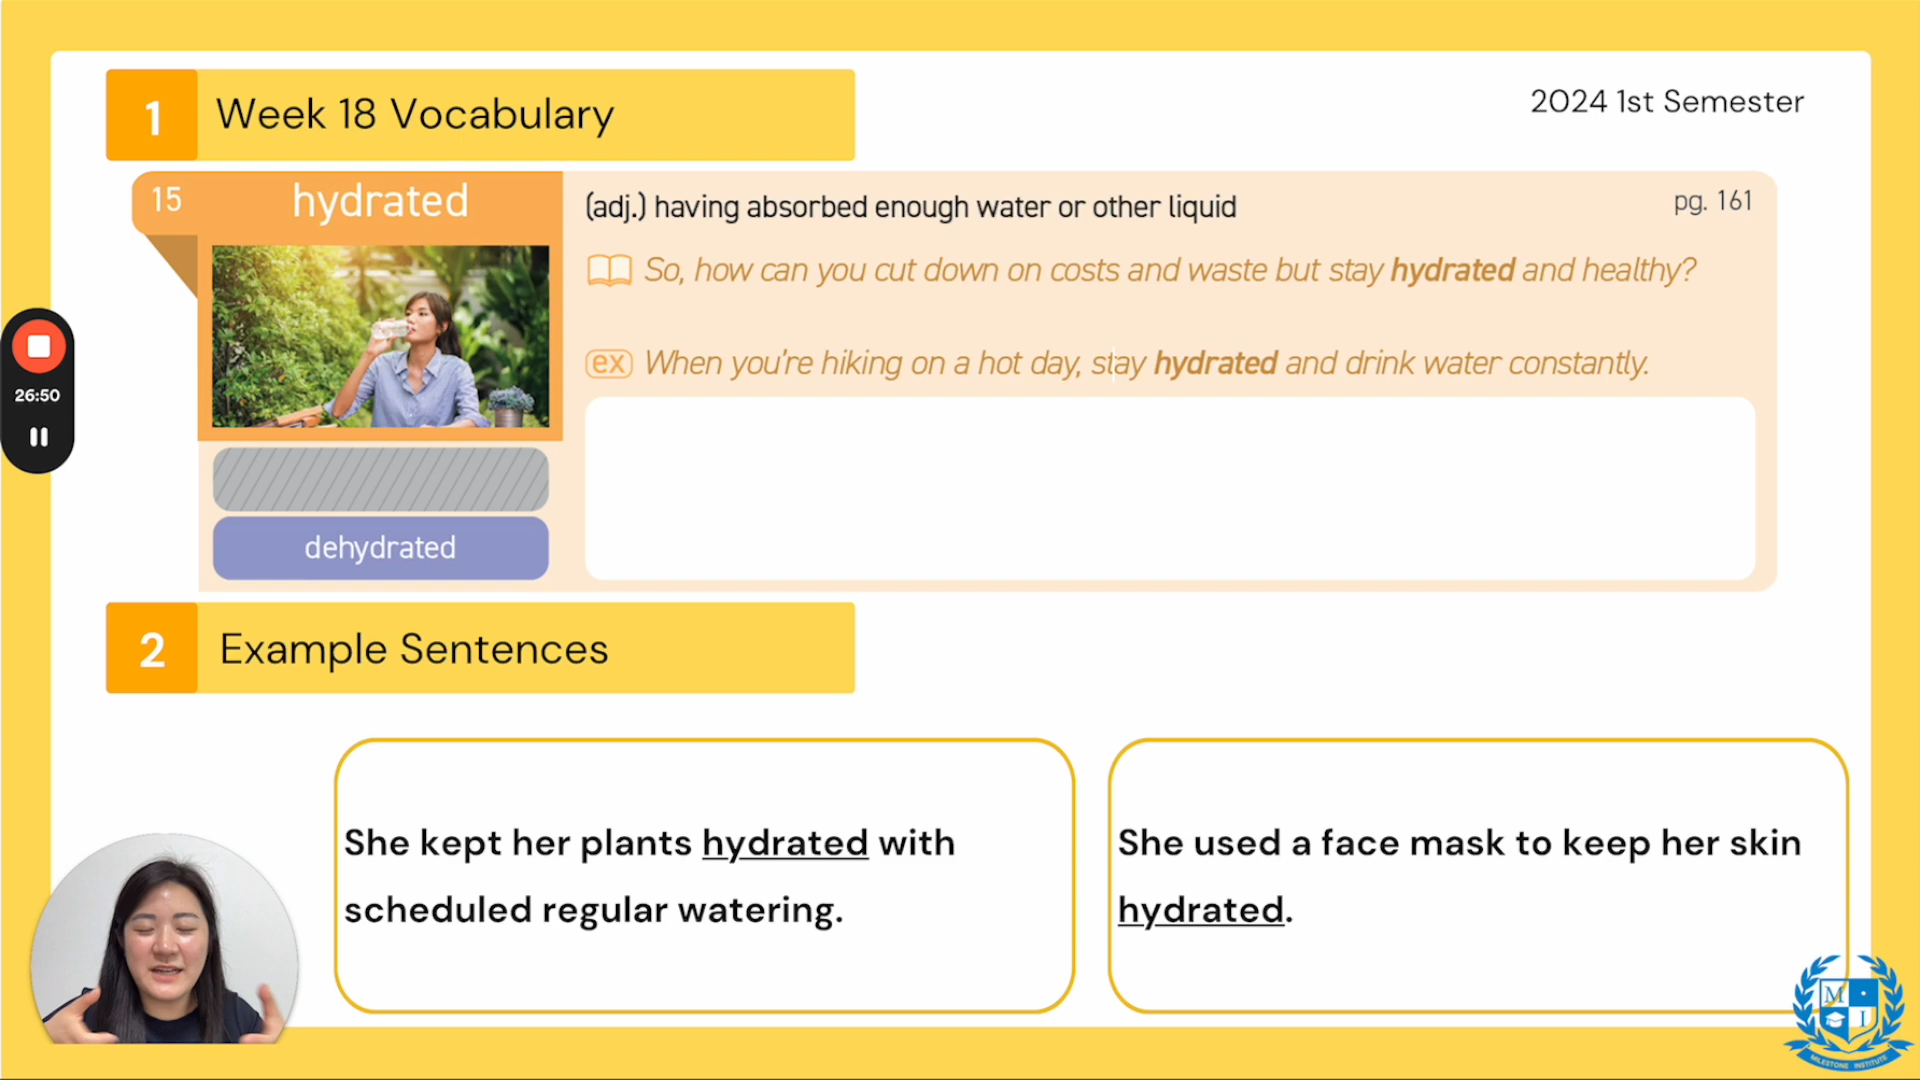 1 Week 18 Vocabulary
2024 1st Semester
15 hydrated
(adj.) having absorbed enough water or other liquid
pg. 161
So, how can you cut down on costs and waste but stay hydrated and healthy?
ex When you're hiking on a hot day, stay hydrated and drink water constantly.
26:50
dehydrated
2 Example Sentences
She kept her plants hydrated with
scheduled regular watering.
She used a face mask to keep her skin
hydrated.
M
I
MILESTONE INSTITUTE